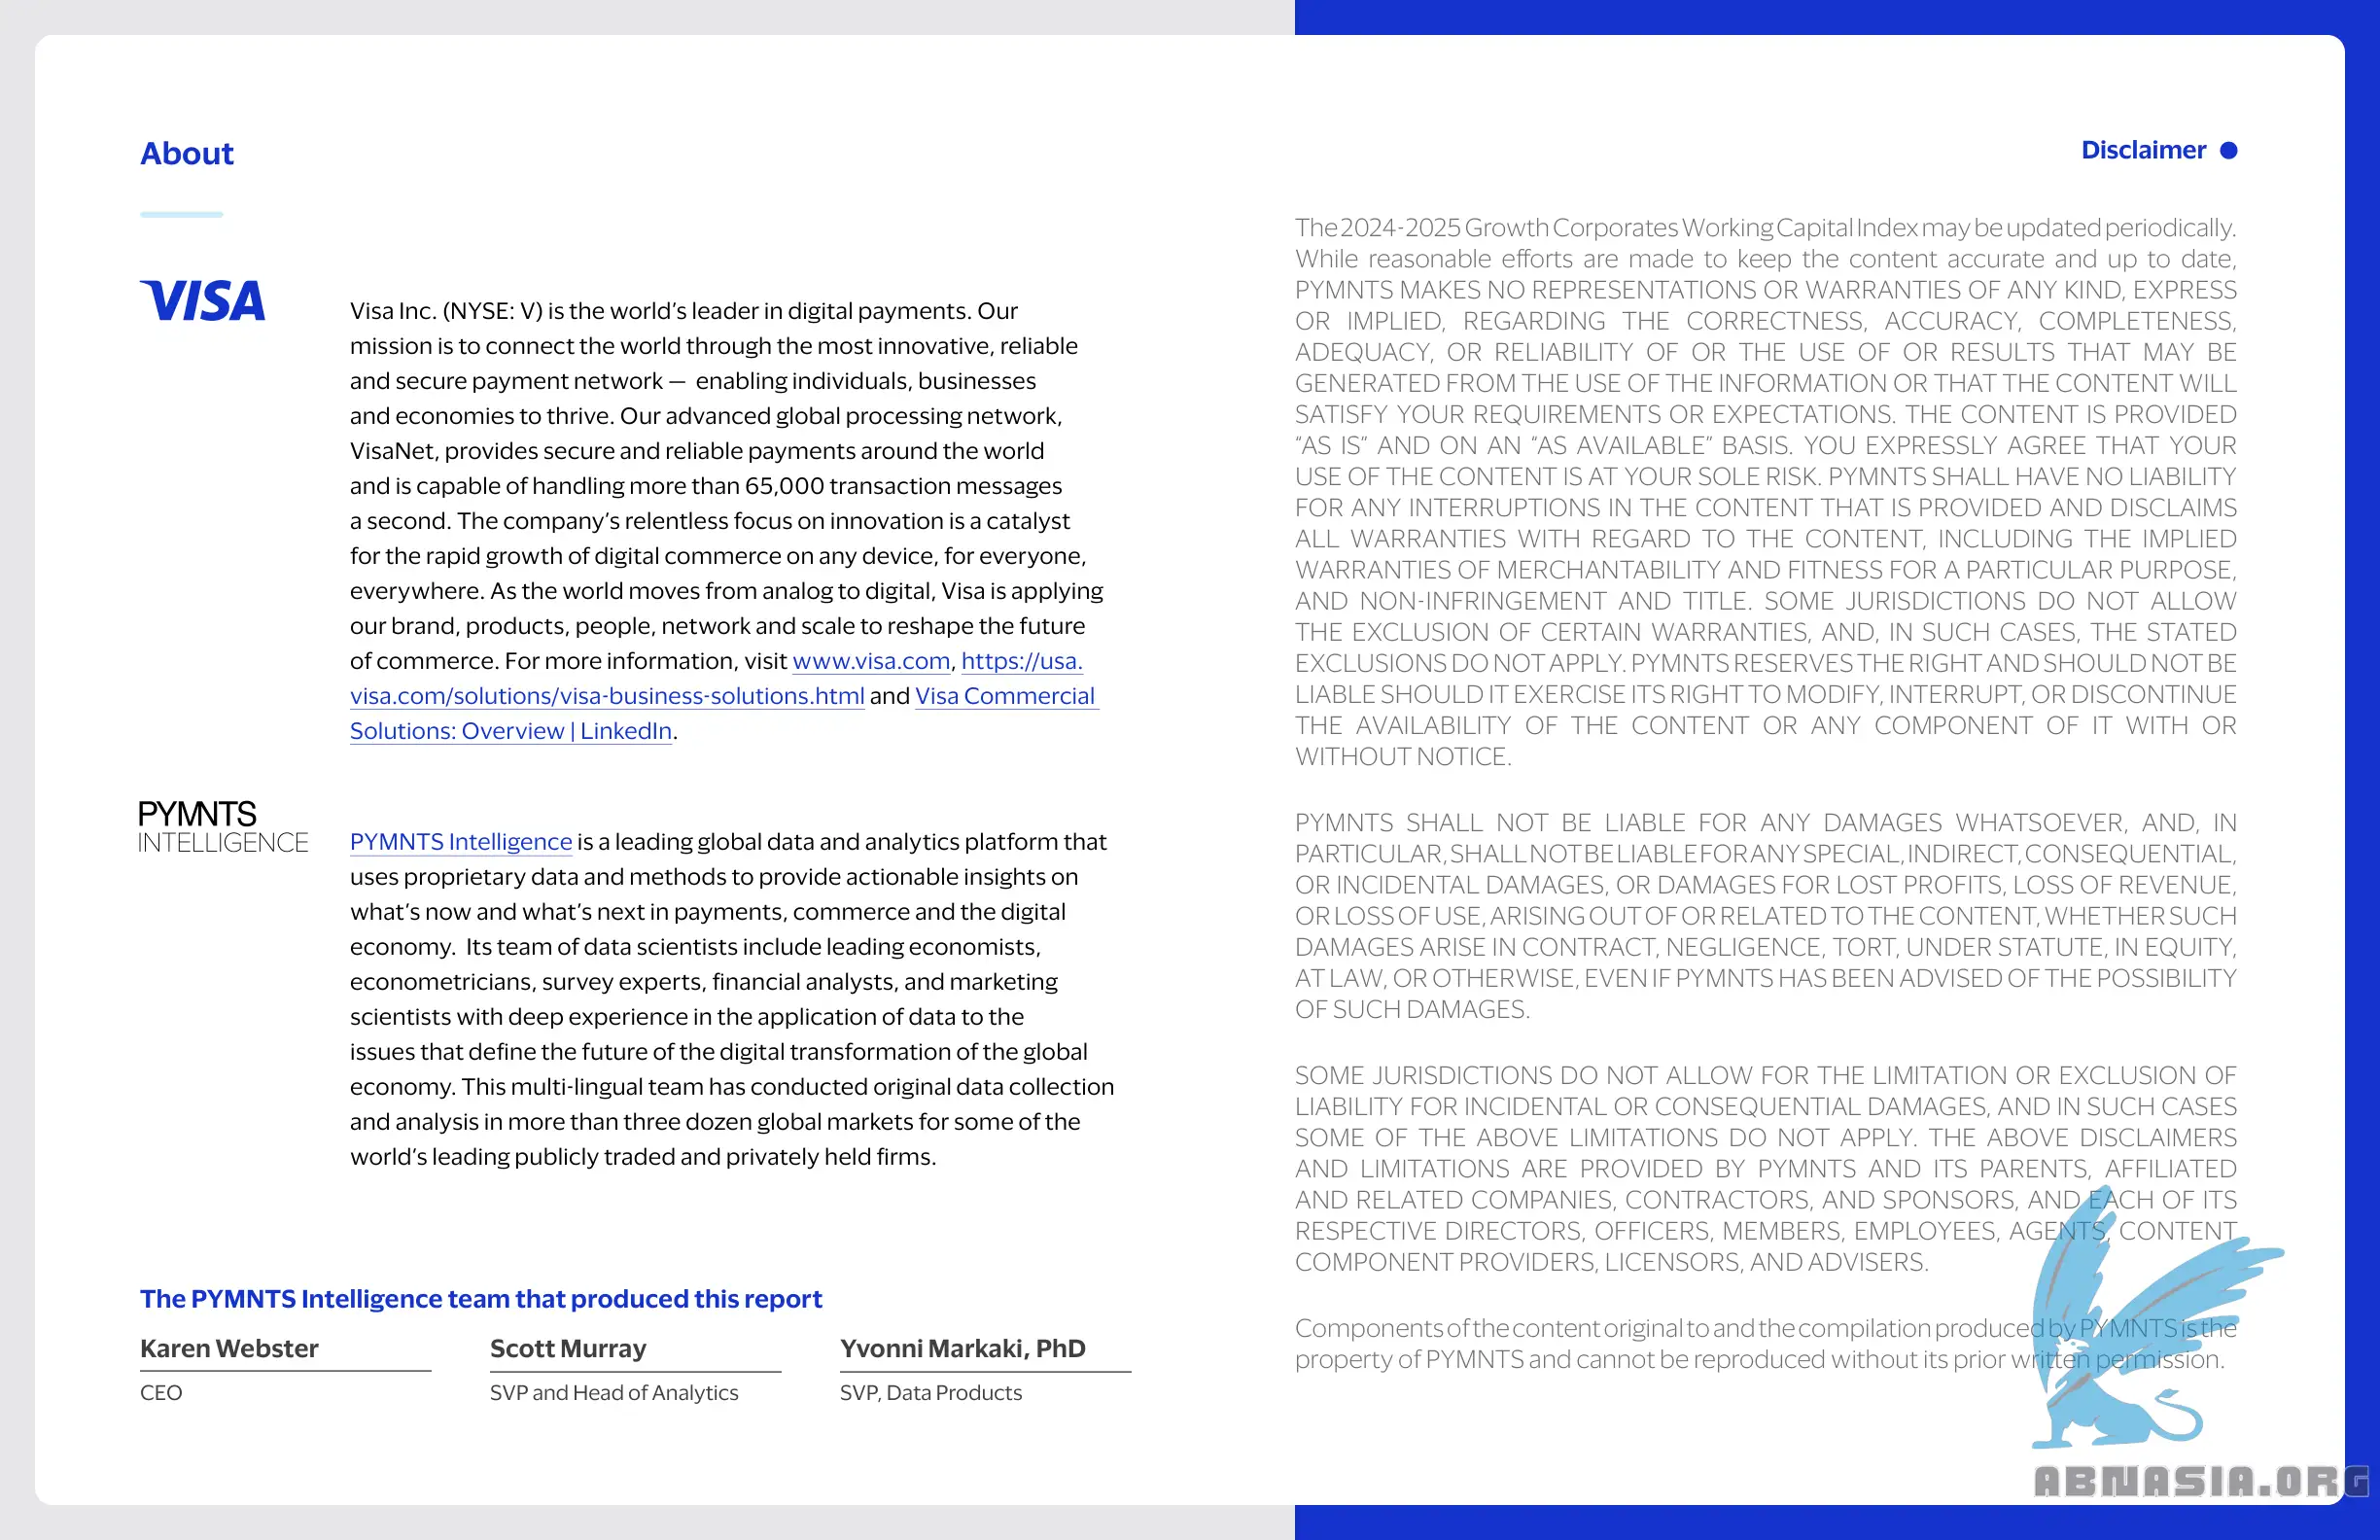 About
VISA
Visa Inc. (NYSE: V) is the world’s leader in digital payments. Our
mission is to connect the world through the most innovative, reliable
and secure payment network — enabling individuals, businesses
and economies to thrive. Our advanced global processing network,
VisaNet, provides secure and reliable payments around the world
and is capable of handling more than 65,000 transaction messages
a second. The company’s relentless focus on innovation is a catalyst
for the rapid growth of digital commerce on any device, for everyone,
everywhere. As the world moves from analog to digital, Visa is applying
our brand, products, people, network and scale to reshape the future
of commerce. For more information, visit www.visa.com, https://usa.
visa.com/solutions/visa-business-solutions.html and Visa Commercial
Solutions: Overview | LinkedIn.
PYMNTS
INTELLIGENCE
PYMNTS Intelligence is a leading global data and analytics platform that
uses proprietary data and methods to provide actionable insights on
what’s now and what’s next in payments, commerce and the digital
economy. Its team of data scientists include leading economists,
econometricians, survey experts, financial analysts, and marketing
scientists with deep experience in the application of data to the
issues that define the future of the digital transformation of the global
economy. This multi-lingual team has conducted original data collection
and analysis in more than three dozen global markets for some of the
world’s leading publicly traded and privately held firms.
The PYMNTS Intelligence team that produced this report
Karen Webster
CEO
Scott Murray
SVP and Head of Analytics
Yvonni Markaki, PhD
SVP, Data Products
Disclaimer
The 2024-2025 Growth Corporates Working Capital Index may be updated periodically.
While reasonable efforts are made to keep the content accurate and up to date,
PYMNTS MAKES NO REPRESENTATIONS OR WARRANTIES OF ANY KIND, EXPRESS
OR IMPLIED, REGARDING THE CORRECTNESS, ACCURACY, COMPLETENESS,
ADEQUACY, OR RELIABILITY OF OR THE USE OF OR RESULTS THAT MAY BE
GENERATED FROM THE USE OF THE INFORMATION OR THAT THE CONTENT WILL
SATISFY YOUR REQUIREMENTS OR EXPECTATIONS. THE CONTENT IS PROVIDED
“AS IS” AND ON AN “AS AVAILABLE” BASIS. YOU EXPRESSLY AGREE THAT YOUR
USE OF THE CONTENT IS AT YOUR SOLE RISK. PYMNTS SHALL HAVE NO LIABILITY
FOR ANY INTERRUPTIONS IN THE CONTENT THAT IS PROVIDED AND DISCLAIMS
ALL WARRANTIES WITH REGARD TO THE CONTENT, INCLUDING THE IMPLIED
WARRANTIES OF MERCHANTABILITY AND FITNESS FOR A PARTICULAR PURPOSE,
AND NON-INFRINGEMENT AND TITLE. SOME JURISDICTIONS DO NOT ALLOW
THE EXCLUSION OF CERTAIN WARRANTIES, AND, IN SUCH CASES, THE STATED
EXCLUSIONS DO NOT APPLY. PYMNTS RESERVES THE RIGHT AND SHOULD NOT BE
LIABLE SHOULD IT EXERCISE ITS RIGHT TO MODIFY, INTERRUPT, OR DISCONTINUE
THE AVAILABILITY OF THE CONTENT OR ANY COMPONENT OF IT WITH OR
WITHOUT NOTICE.
PYMNTS SHALL NOT BE LIABLE FOR ANY DAMAGES WHATSOEVER, AND, IN
PARTICULAR, SHALL NOT BE LIABLE FOR ANY SPECIAL, INDIRECT, CONSEQUENTIAL,
OR INCIDENTAL DAMAGES, OR DAMAGES FOR LOST PROFITS, LOSS OF REVENUE,
OR LOSS OF USE, ARISING OUT OF OR RELATED TO THE CONTENT, WHETHER SUCH
DAMAGES ARISE IN CONTRACT, NEGLIGENCE, TORT, UNDER STATUTE, IN EQUITY,
AT LAW, OR OTHERWISE, EVEN IF PYMNTS HAS BEEN ADVISED OF THE POSSIBILITY
OF SUCH DAMAGES.
SOME JURISDICTIONS DO NOT ALLOW FOR THE LIMITATION OR EXCLUSION OF
LIABILITY FOR INCIDENTAL OR CONSEQUENTIAL DAMAGES, AND IN SUCH CASES
SOME OF THE ABOVE LIMITATIONS DO NOT APPLY. THE ABOVE DISCLAIMERS
AND LIMITATIONS ARE PROVIDED BY PYMNTS AND ITS PARENTS, AFFILIATED
AND RELATED COMPANIES, CONTRACTORS, AND SPONSORS, AND EACH OF ITS
RESPECTIVE DIRECTORS, OFFICERS, MEMBERS, EMPLOYEES, AGENTS, CONTENT
COMPONENT PROVIDERS, LICENSORS, AND ADVISERS.
Components of the content original to and the compilation produced by PYMNTS is the
property of PYMNTS and cannot be reproduced without its prior written permission.
ABNASIA.ORG